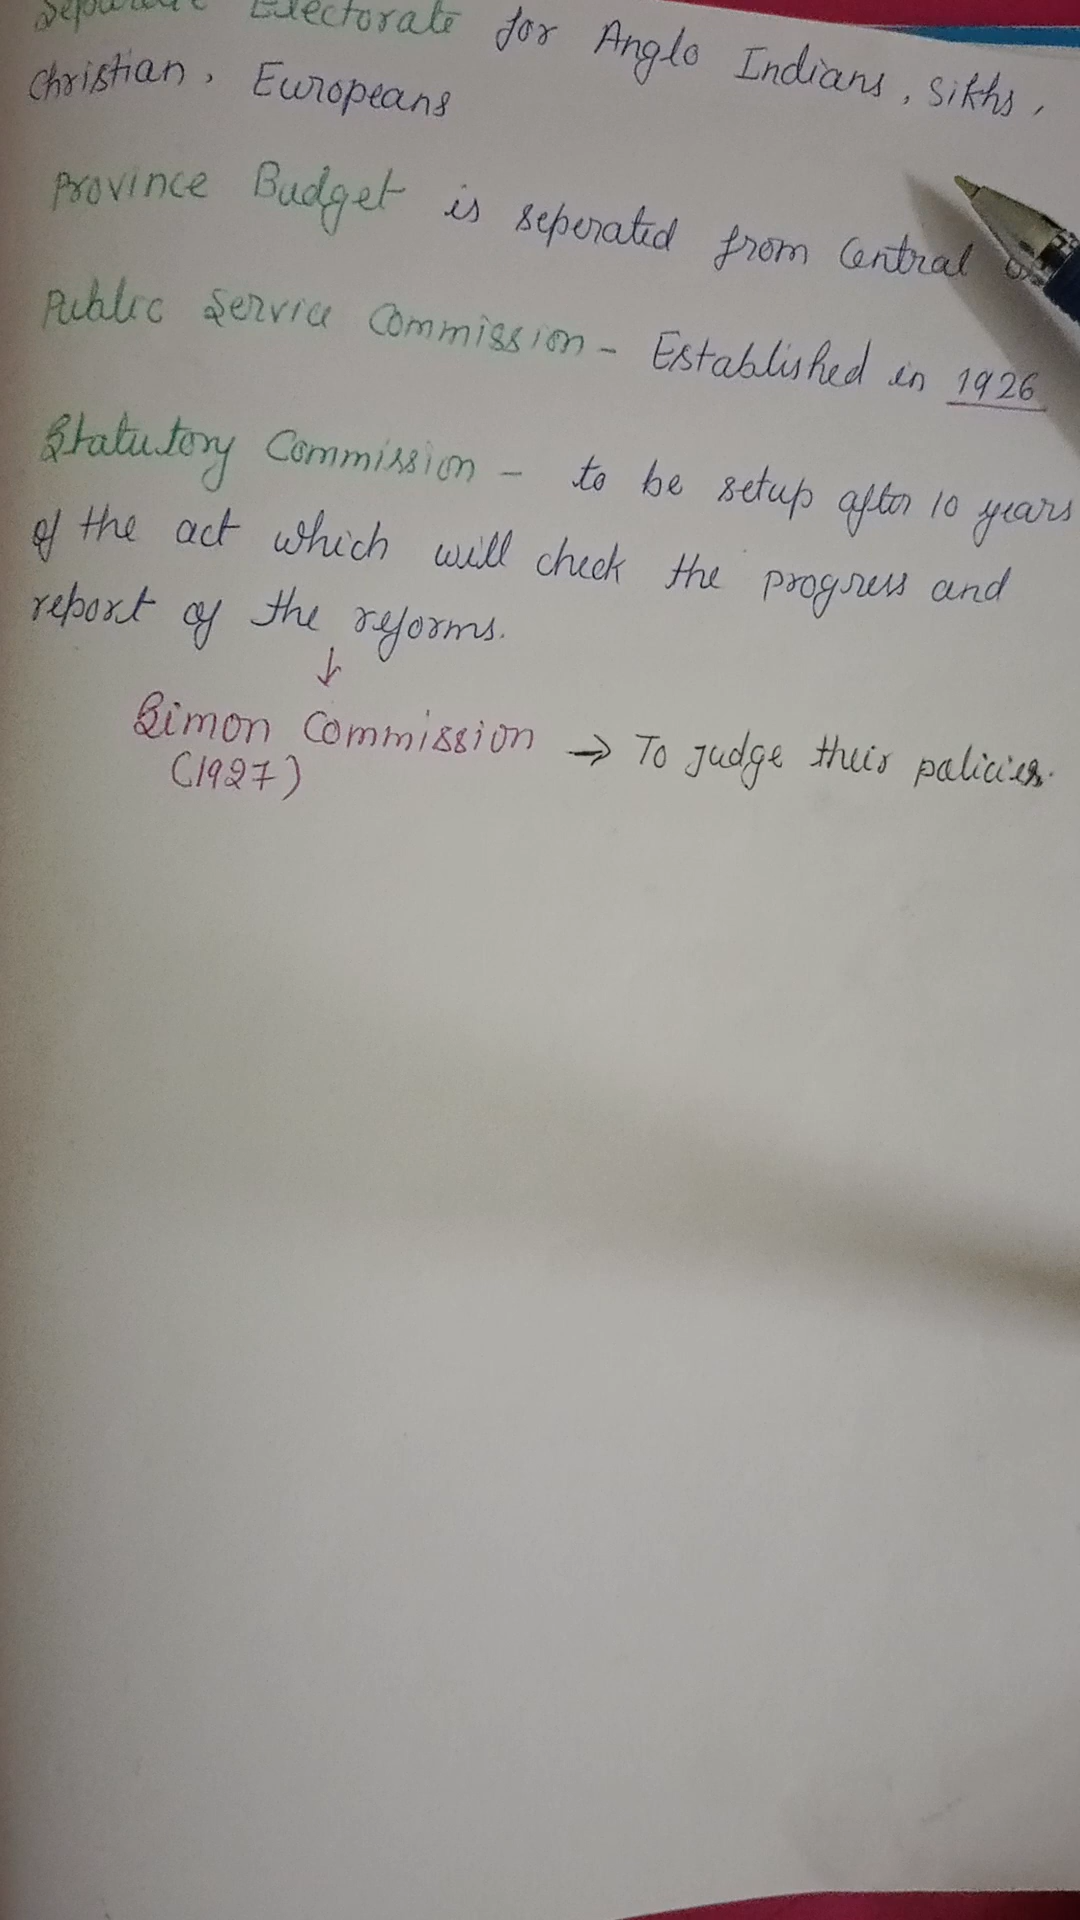 Separate Electorate for Anglo Indians, Sikhs,
Christian, Europeans
Province Budget is seperated from Central
Public Service Commission - Established in 1926
Statutory Commission - to be setup after 10 years
of the act which will check the progress and
report of the reforms.
↓
Simon Commission → To judge their policies.
(1927)